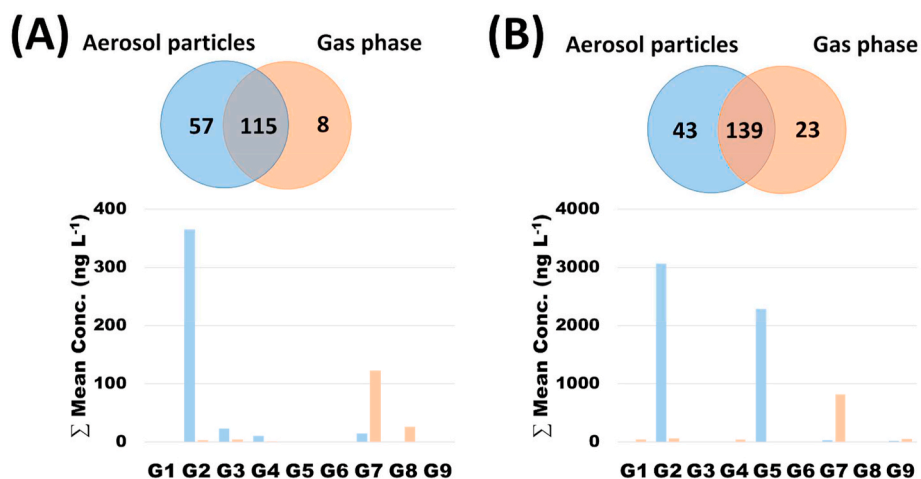 (A)
Aerosol particles Gas phase
57 115 8
∑ Mean Conc. (ng L-1)
400
300
200
100
0
G1 G2 G3 G4 G5 G6 G7 G8 G9
(B)
Aerosol particles Gas phase
43 139 23
∑ Mean Conc. (ng L-1)
4000
3000
2000
1000
0
G1 G2 G3 G4 G5 G6 G7 G8 G9